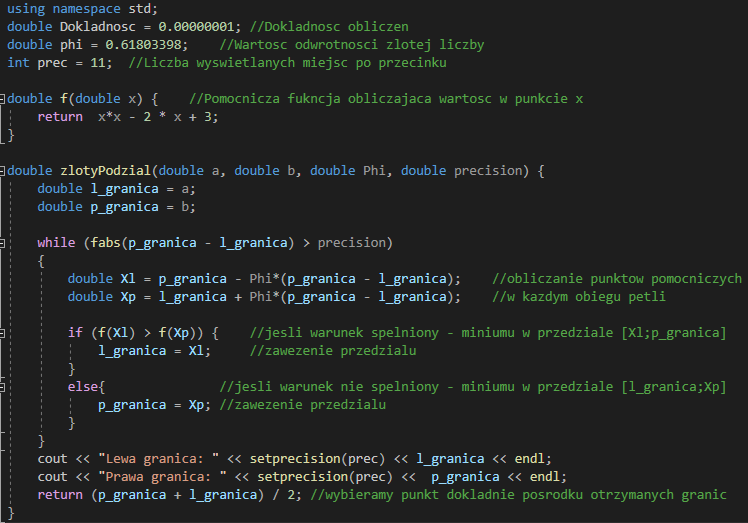 using namespace std;
double Dokladnosc = 0.00000001; //Dokladnosc obliczen
double phi = 0.61803398;    //Wartosc odwrotnosci zlotej liczby
int prec = 11;  //Liczba wyswietlanych miejsc po przecinku

double f(double x) {    //Pomocnicza fukncja obliczajaca wartosc w punkcie x
    return  x*x - 2 * x + 3;
}

double zlotyPodzial(double a, double b, double Phi, double precision) {
    double l_granica = a;
    double p_granica = b;

    while (fabs(p_granica - l_granica) > precision)
    {
        double Xl = p_granica - Phi*(p_granica - l_granica);    //obliczanie punktow pomocniczych
        double Xp = l_granica + Phi*(p_granica - l_granica);    //w kazdym obiegu petli

        if (f(Xl) > f(Xp)) {    //jesli warunek spelniony - miniumu w przedziale [Xl;p_granica]
            l_granica = Xl;     //zawezenie przedzialu
        }
        else{               //jesli warunek nie spelniony - miniumu w przedziale [l_granica;Xp]
            p_granica = Xp; //zawezenie przedzialu
        }
    }
    cout << "Lewa granica: " << setprecision(prec) << l_granica << endl;
    cout << "Prawa granica: " << setprecision(prec) <<  p_granica << endl;
    return (p_granica + l_granica) / 2; //wybieramy punkt dokladnie posrodku otrzymanych granic
}